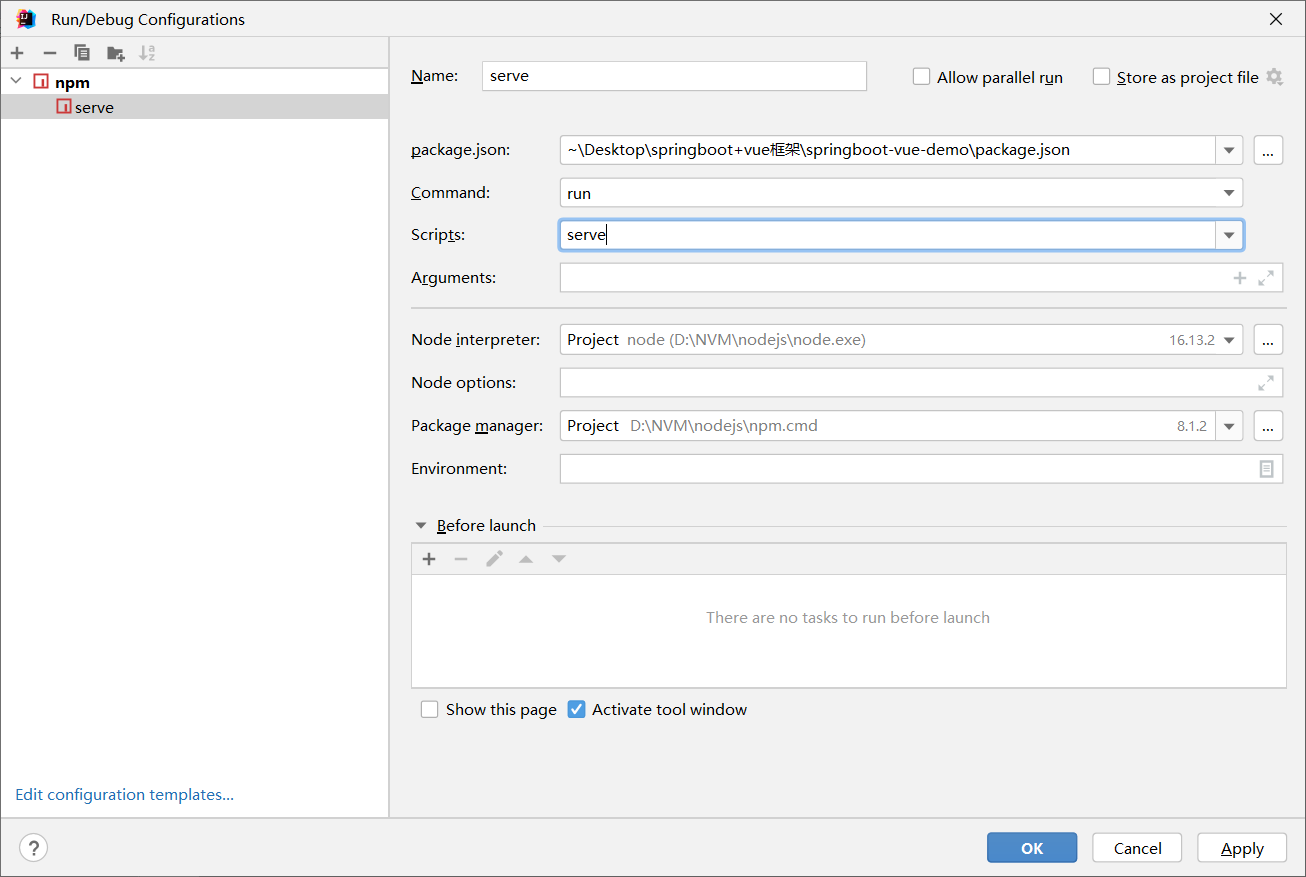 Run/Debug Configurations
npm
serve
Name: serve
Allow parallel run
Store as project file
package.json: ~\Desktop\springboot+vue框架\springboot-vue-demo\package.json
...
Command: run
Scripts: serve
Arguments:
Node interpreter: Project node (D:\NVM\nodejs\node.exe) 16.13.2
...
Node options:
Package manager: Project D:\NVM\nodejs\npm.cmd 8.1.2
...
Environment:
Before launch
There are no tasks to run before launch
Show this page
Activate tool window
Edit configuration templates...
?
OK
Cancel
Apply